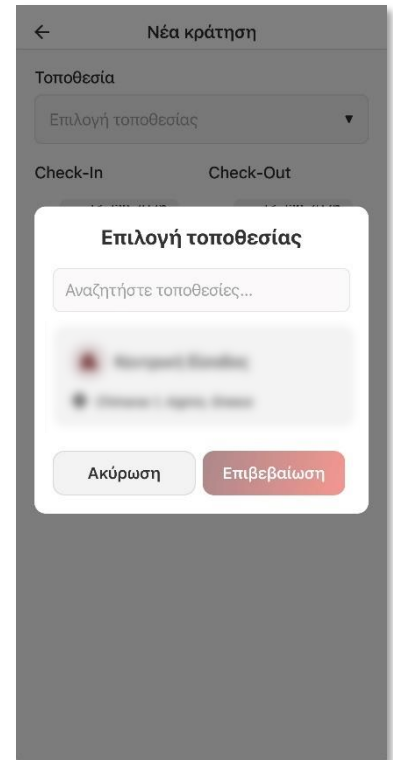 Νέα κράτηση
Τοποθεσία
Επιλογή τοποθεσίας
Check-In Check-Out
Επιλογή τοποθεσίας
Αναζητήστε τοποθεσίες...
Ακύρωση Επιβεβαίωση